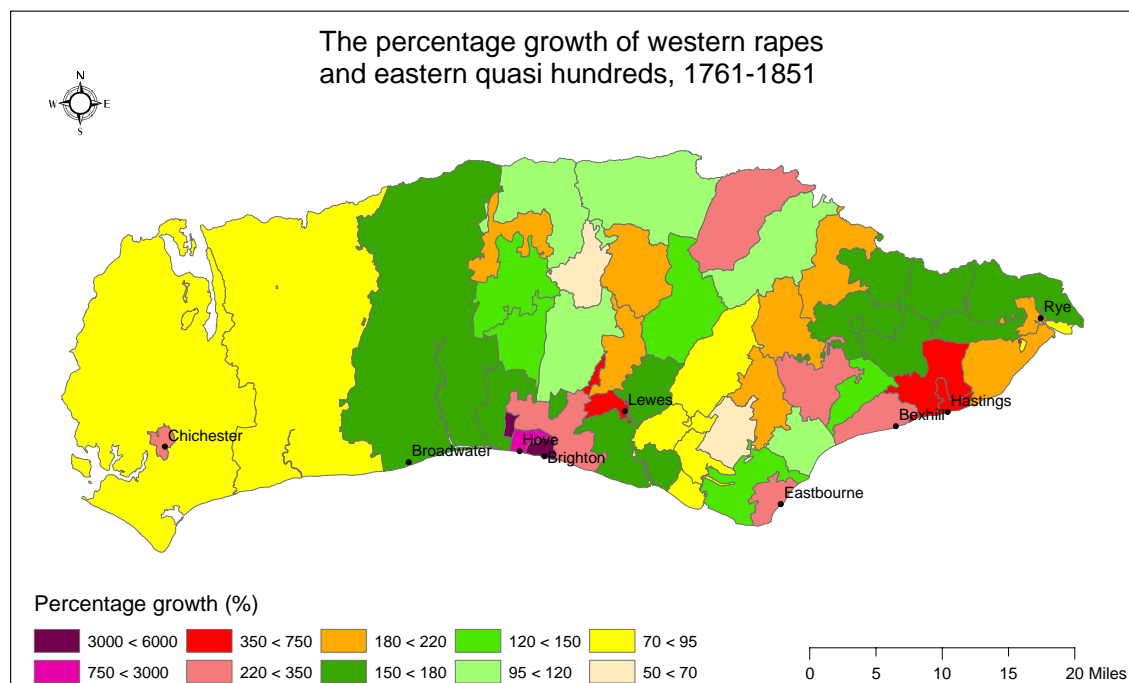 The percentage growth of western rapes
and eastern quasi hundreds, 1761-1851
N
W E
S
Rye
Lewes
Hastings
Bexhill
Chichester
Hove
Broadwater
Brighton
Eastbourne
Percentage growth (%)
3000 < 6000 350 < 750 180 < 220 120 < 150 70 < 95
750 < 3000 220 < 350 150 < 180 95 < 120 50 < 70
0 5 10 20 Miles